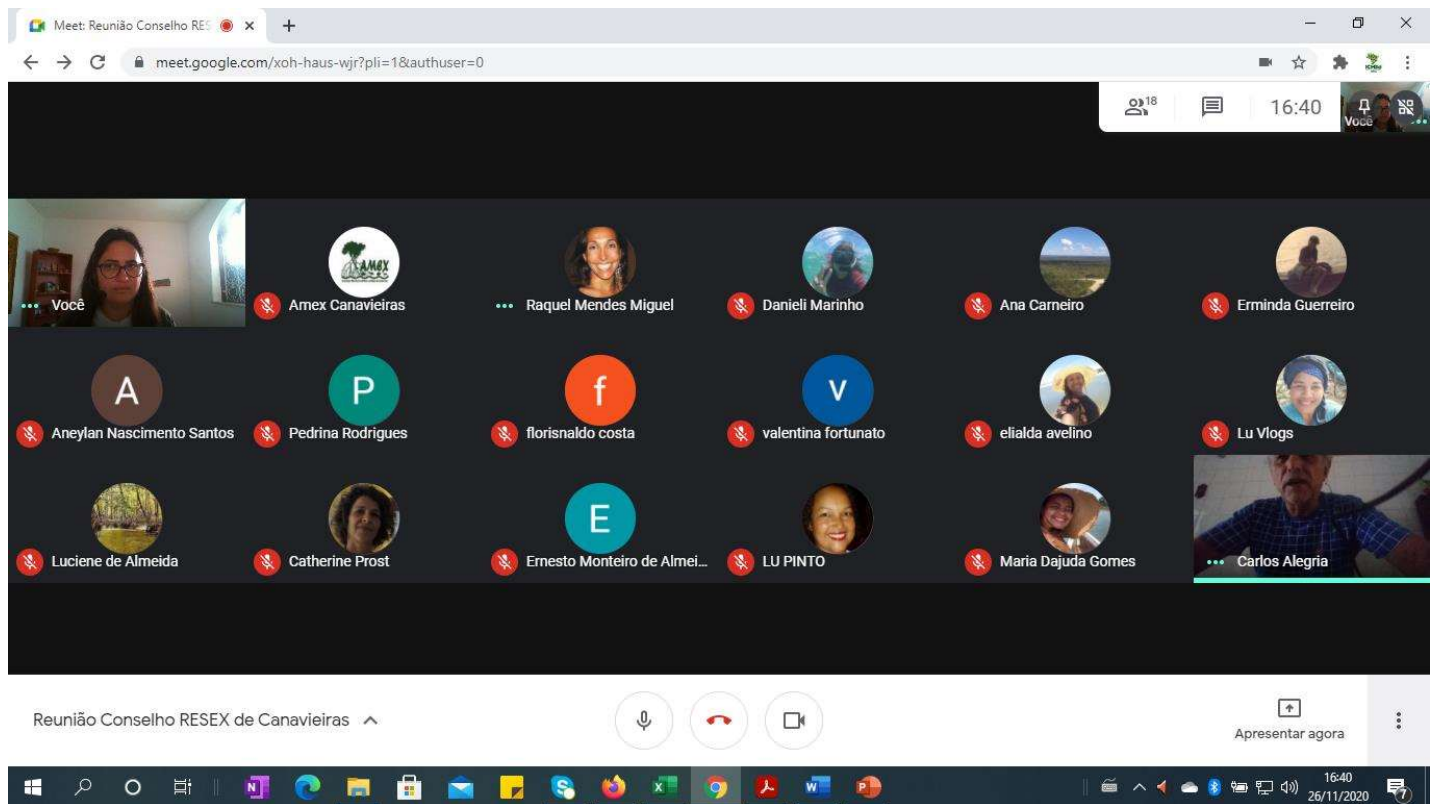 Meet: Reunião Conselho RES
meet.google.com/xoh-haus-wjr?pli=1&authuser=0
18
16:40
Você
Você
AMEX
Amex Canavieiras
Raquel Mendes Miguel
Danieli Marinho
Ana Carneiro
Erminda Guerreiro
A
P
f
v
Aneylan Nascimento Santos
Pedrina Rodrigues
florisnaldo costa
valentina fortunato
elialda avelino
Lu Vlogs
E
Luciene de Almeida
Catherine Prost
Ernesto Monteiro de Almei...
LU PINTO
Maria Dajuda Gomes
Carlos Alegria
Reunião Conselho RESEX de Canavieiras
Apresentar agora
16:40
26/11/2020
7